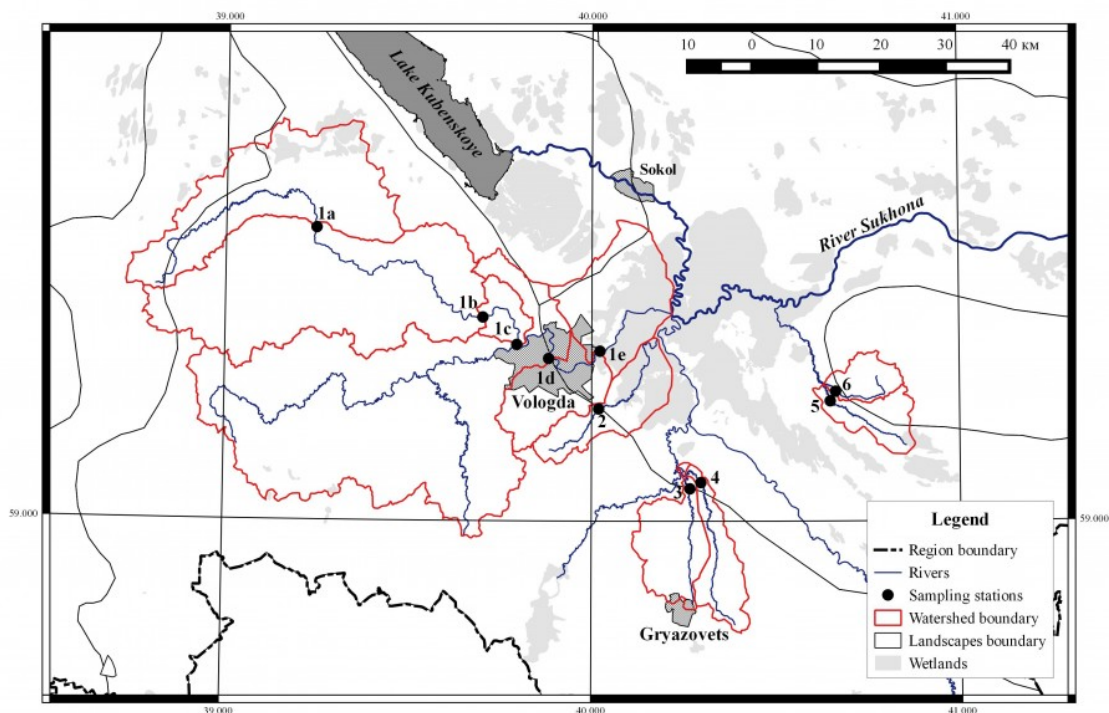 39.000 40.000 41.000
10 0 10 20 30 40 км
Lake Kubenskoye
Sokol
1a
River Sukhona
1b
1c
1e
1d
6
5
Vologda
2
4
3
59.000 59.000
Legend
Region boundary
Rivers
Sampling stations
Watershed boundary
Landscapes boundary
Wetlands
Gryazovets
39.000 40.000 41.000